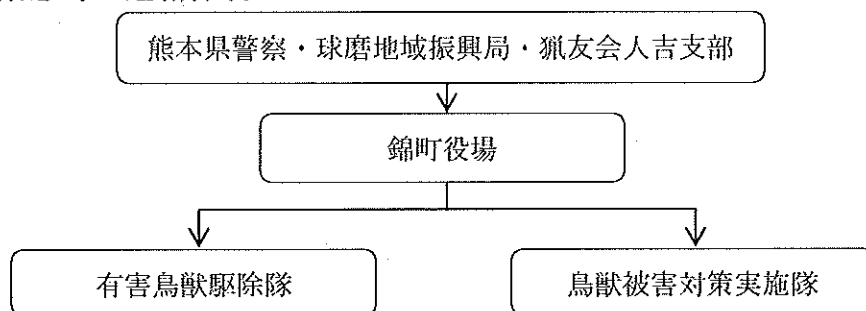 熊本県警察・球磨地域振興局・猟友会人吉支部
錦町役場
有害鳥獣駆除隊
鳥獣被害対策実施隊